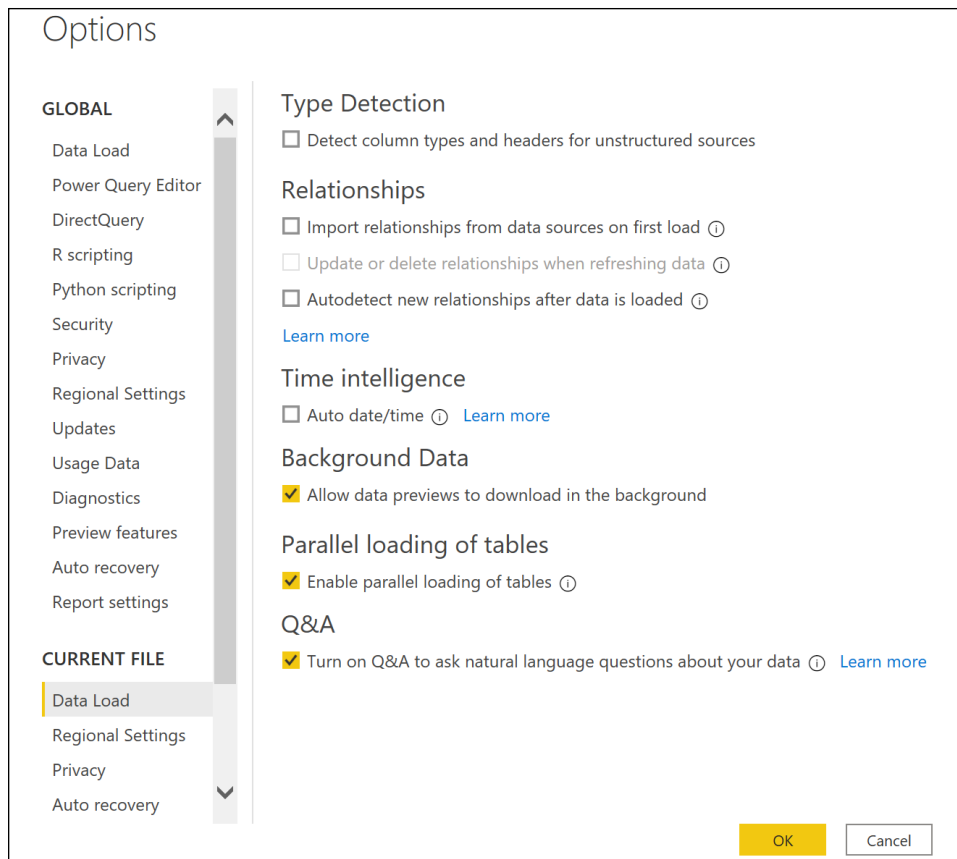 Options
GLOBAL
Data Load
Power Query Editor
DirectQuery
R scripting
Python scripting
Security
Privacy
Regional Settings
Updates
Usage Data
Diagnostics
Preview features
Auto recovery
Report settings
CURRENT FILE
Data Load
Regional Settings
Privacy
Auto recovery
Type Detection
Detect column types and headers for unstructured sources
Relationships
Import relationships from data sources on first load
Update or delete relationships when refreshing data
Autodetect new relationships after data is loaded
Learn more
Time intelligence
Auto date/time Learn more
Background Data
Allow data previews to download in the background
Parallel loading of tables
Enable parallel loading of tables
Q&A
Turn on Q&A to ask natural language questions about your data Learn more
OK Cancel